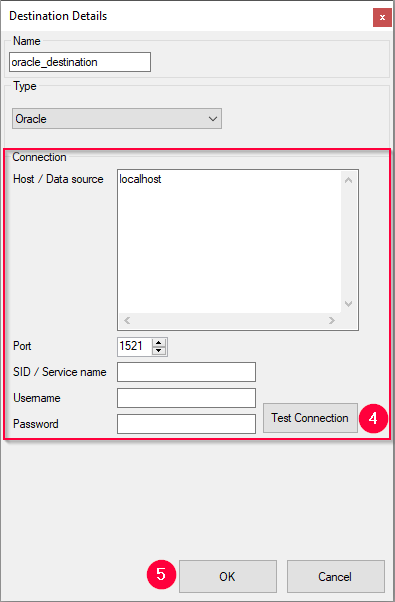 Destination Details
x
Name
oracle_destination
Type
Oracle
Connection
Host / Data source
localhost
Port
1521
SID / Service name
Username
Password
Test Connection
4
5
OK
Cancel